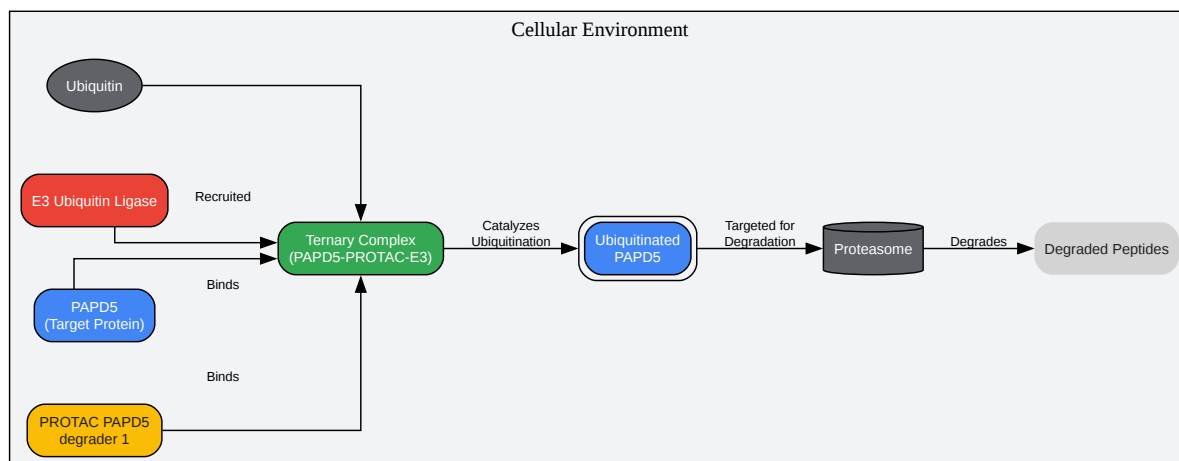 Cellular Environment
Ubiquitin
E3 Ubiquitin Ligase
Recruited
PAPD5
(Target Protein)
Binds
Binds
PROTAC PAPD5
degrader 1
Ternary Complex
(PAPD5-PROTAC-E3)
Catalyzes
Ubiquitination
Ubiquitinated
PAPD5
Targeted for
Degradation
Proteasome
Degrades
Degraded Peptides